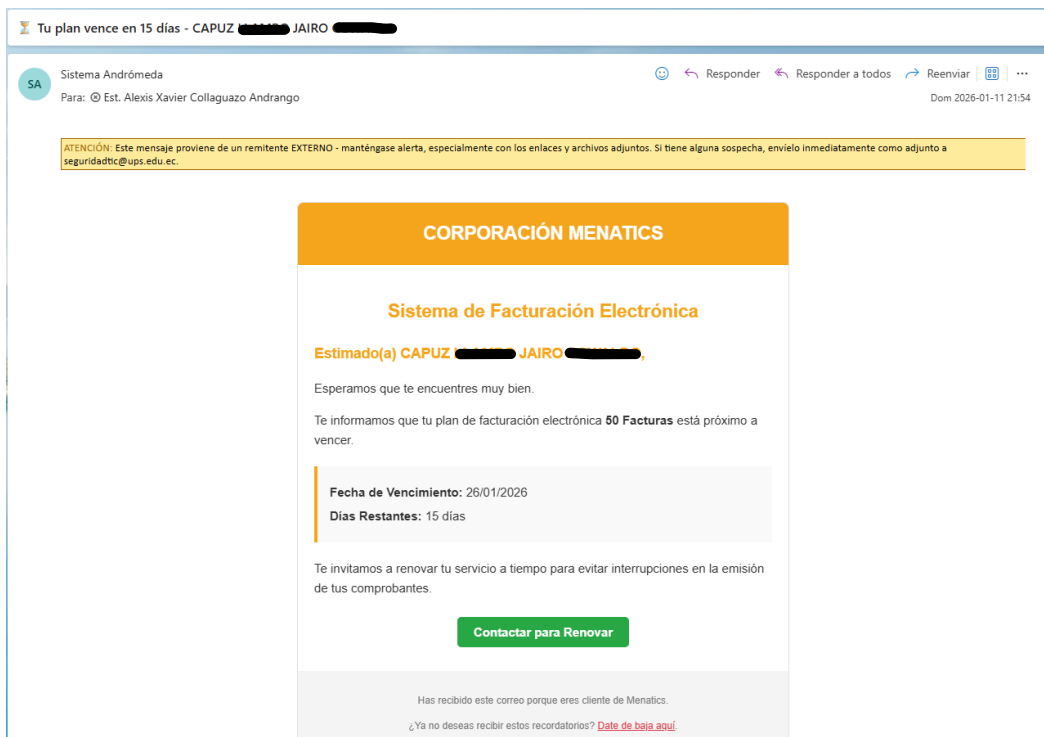 ⏳ Tu plan vence en 15 días - CAPUZ JAIRO
SA
Sistema Andrómeda
Responder
Responder a todos
Reenviar
Para: Est. Alexis Xavier Collaguazo Andrango
Dom 2026-01-11 21:54
ATENCIÓN: Este mensaje proviene de un remitente EXTERNO - manténgase alerta, especialmente con los enlaces y archivos adjuntos. Si tiene alguna sospecha, envíelo inmediatamente como adjunto a
seguridadtic@ups.edu.ec.
CORPORACIÓN MENATICS
Sistema de Facturación Electrónica
Estimado(a) CAPUZ JAIRO ,
Esperamos que te encuentres muy bien.
Te informamos que tu plan de facturación electrónica 50 Facturas está próximo a
vencer.
Fecha de Vencimiento: 26/01/2026
Días Restantes: 15 días
Te invitamos a renovar tu servicio a tiempo para evitar interrupciones en la emisión
de tus comprobantes.
Contactar para Renovar
Has recibido este correo porque eres cliente de Menatics.
¿Ya no deseas recibir estos recordatorios? Date de baja aquí.